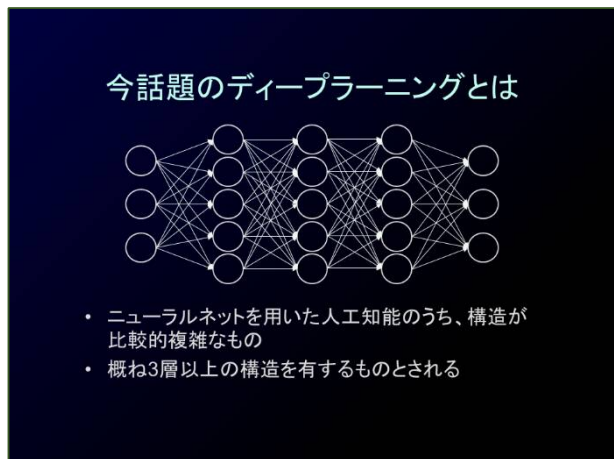 今話題のディープラーニングとは
• ニューラルネットを用いた人工知能のうち、構造が
比較的複雑なもの
• 概ね3層以上の構造を有するものとされる